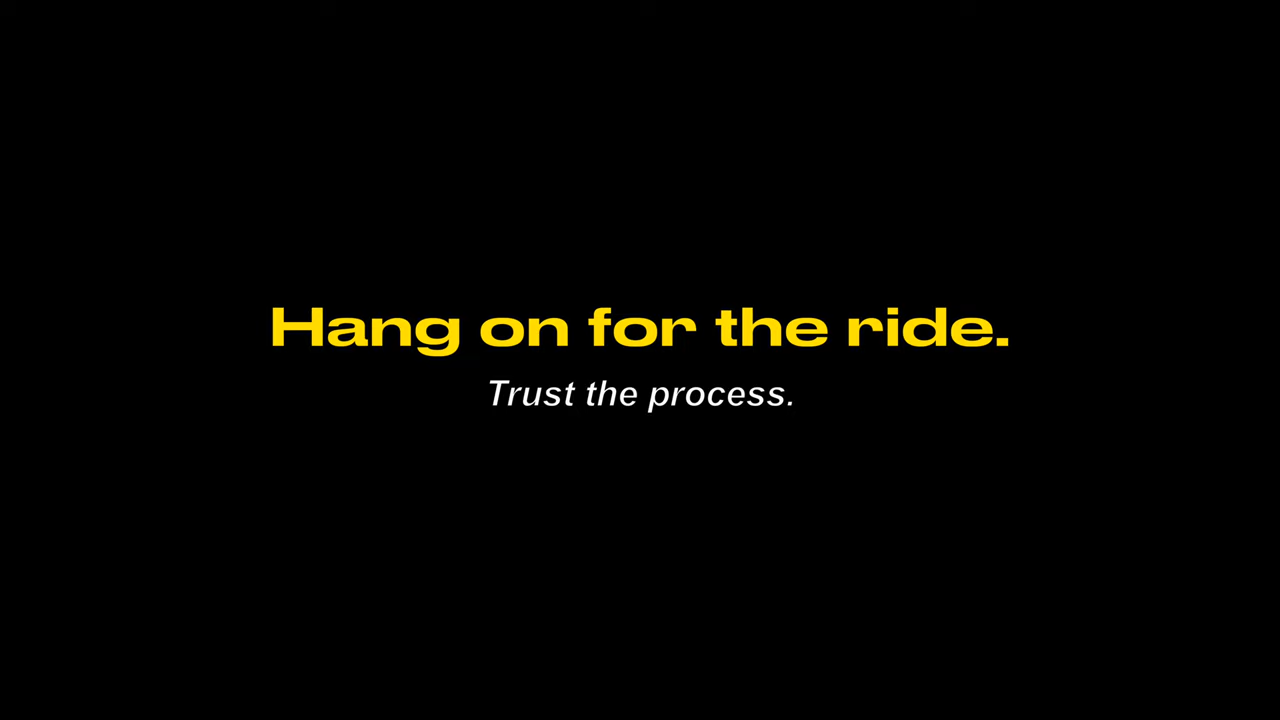 Hang on for the ride.
Trust the process.